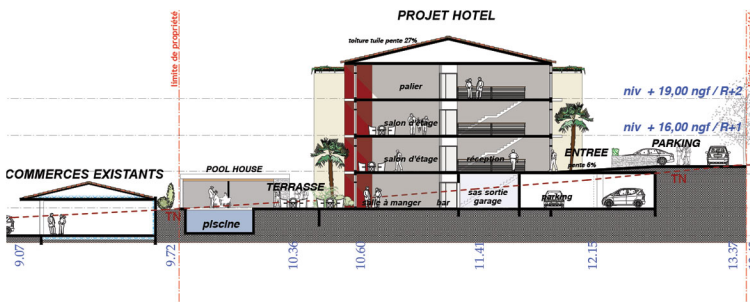 PROJET HOTEL
limite de propriété
toiture tuile pente 27%
palier
niv + 19,00 ngf / R+2
salon d'étage
niv + 16,00 ngf / R+1
PARKING
ENTREE
pente 5%
salon d'étage
réception
COMMERCES EXISTANTS
POOL HOUSE
TERRASSE
TN
TN
salle à manger
bar
sas sortie
garage
parking
piscine
9.07
9.72
10.36
10.60
11.41
12.15
13.37